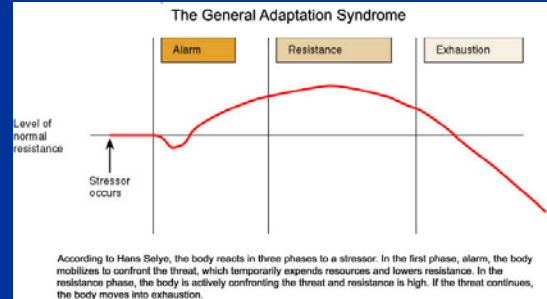 The General Adaptation Syndrome
Alarm
Resistance
Exhaustion
Level of
normal
resistance
Stressor
occurs
According to Hans Selye, the body reacts in three phases to a stressor. In the first phase, alarm, the body
mobilizes to confront the threat, which temporarily expends resources and lowers resistance. In the
resistance phase, the body is actively confronting the threat and resistance is high. If the threat continues,
the body moves into exhaustion.